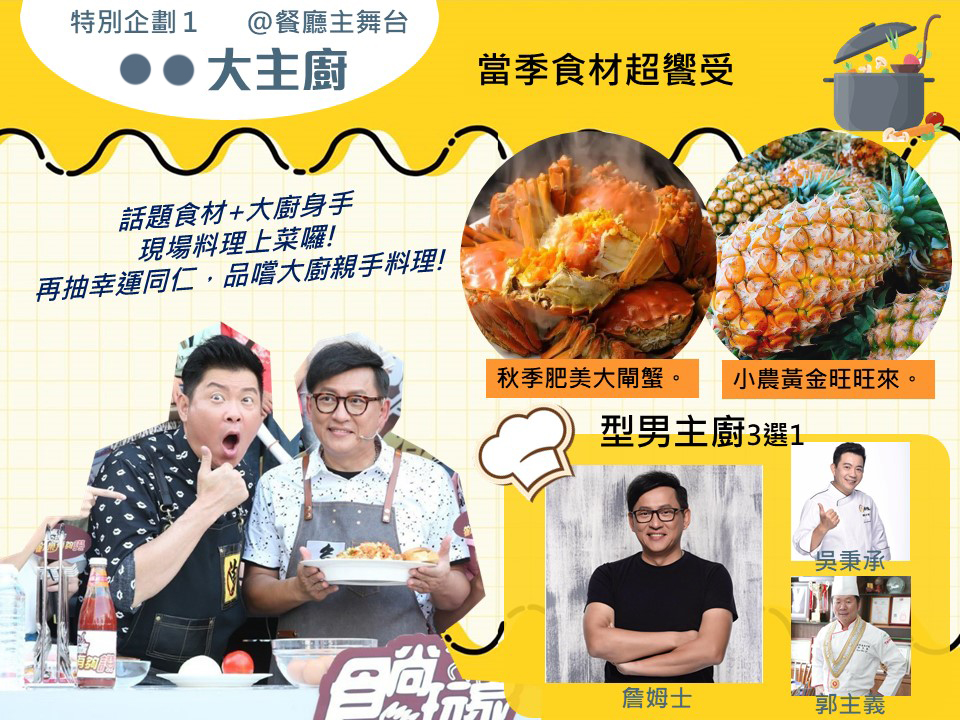 特別企劃1 @餐廳主舞台
●●大主廚
當季食材超饗受
話題食材+大廚身手
現場料理上菜囉!
再抽幸運同仁，品嚐大廚親手料理!
秋季肥美大閘蟹。
小農黃金旺旺來。
型男主廚3選1
吳秉承
詹姆士
郭主義